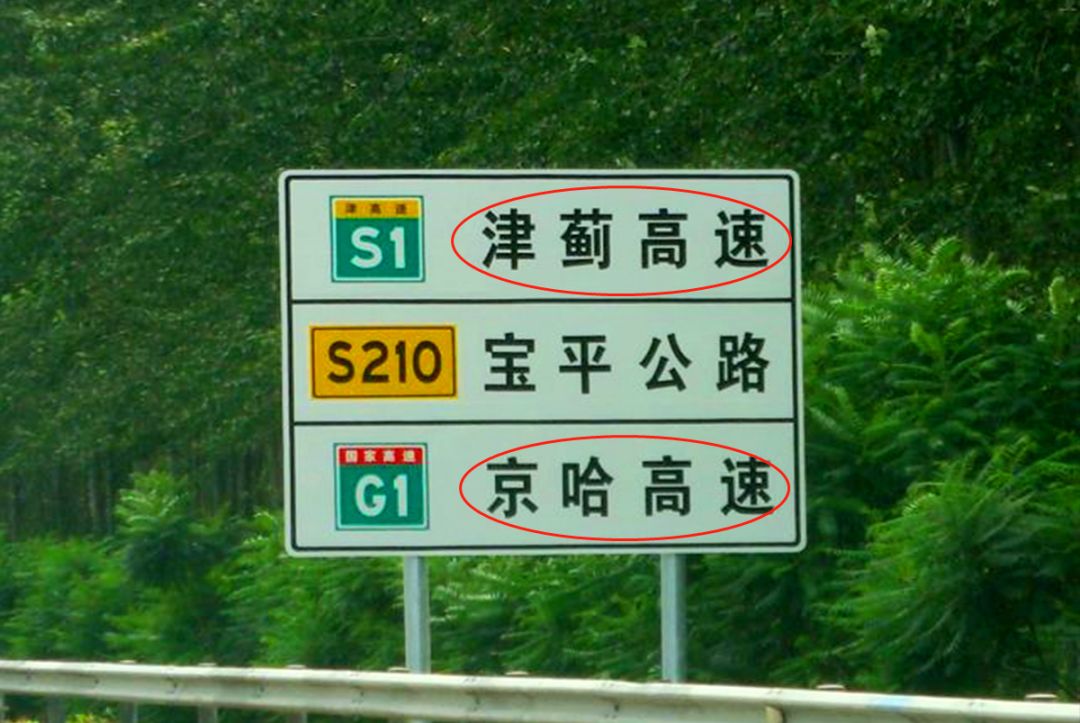 津高速
S1 津蓟高速
S210 宝平公路
国家高速
G1 京哈高速